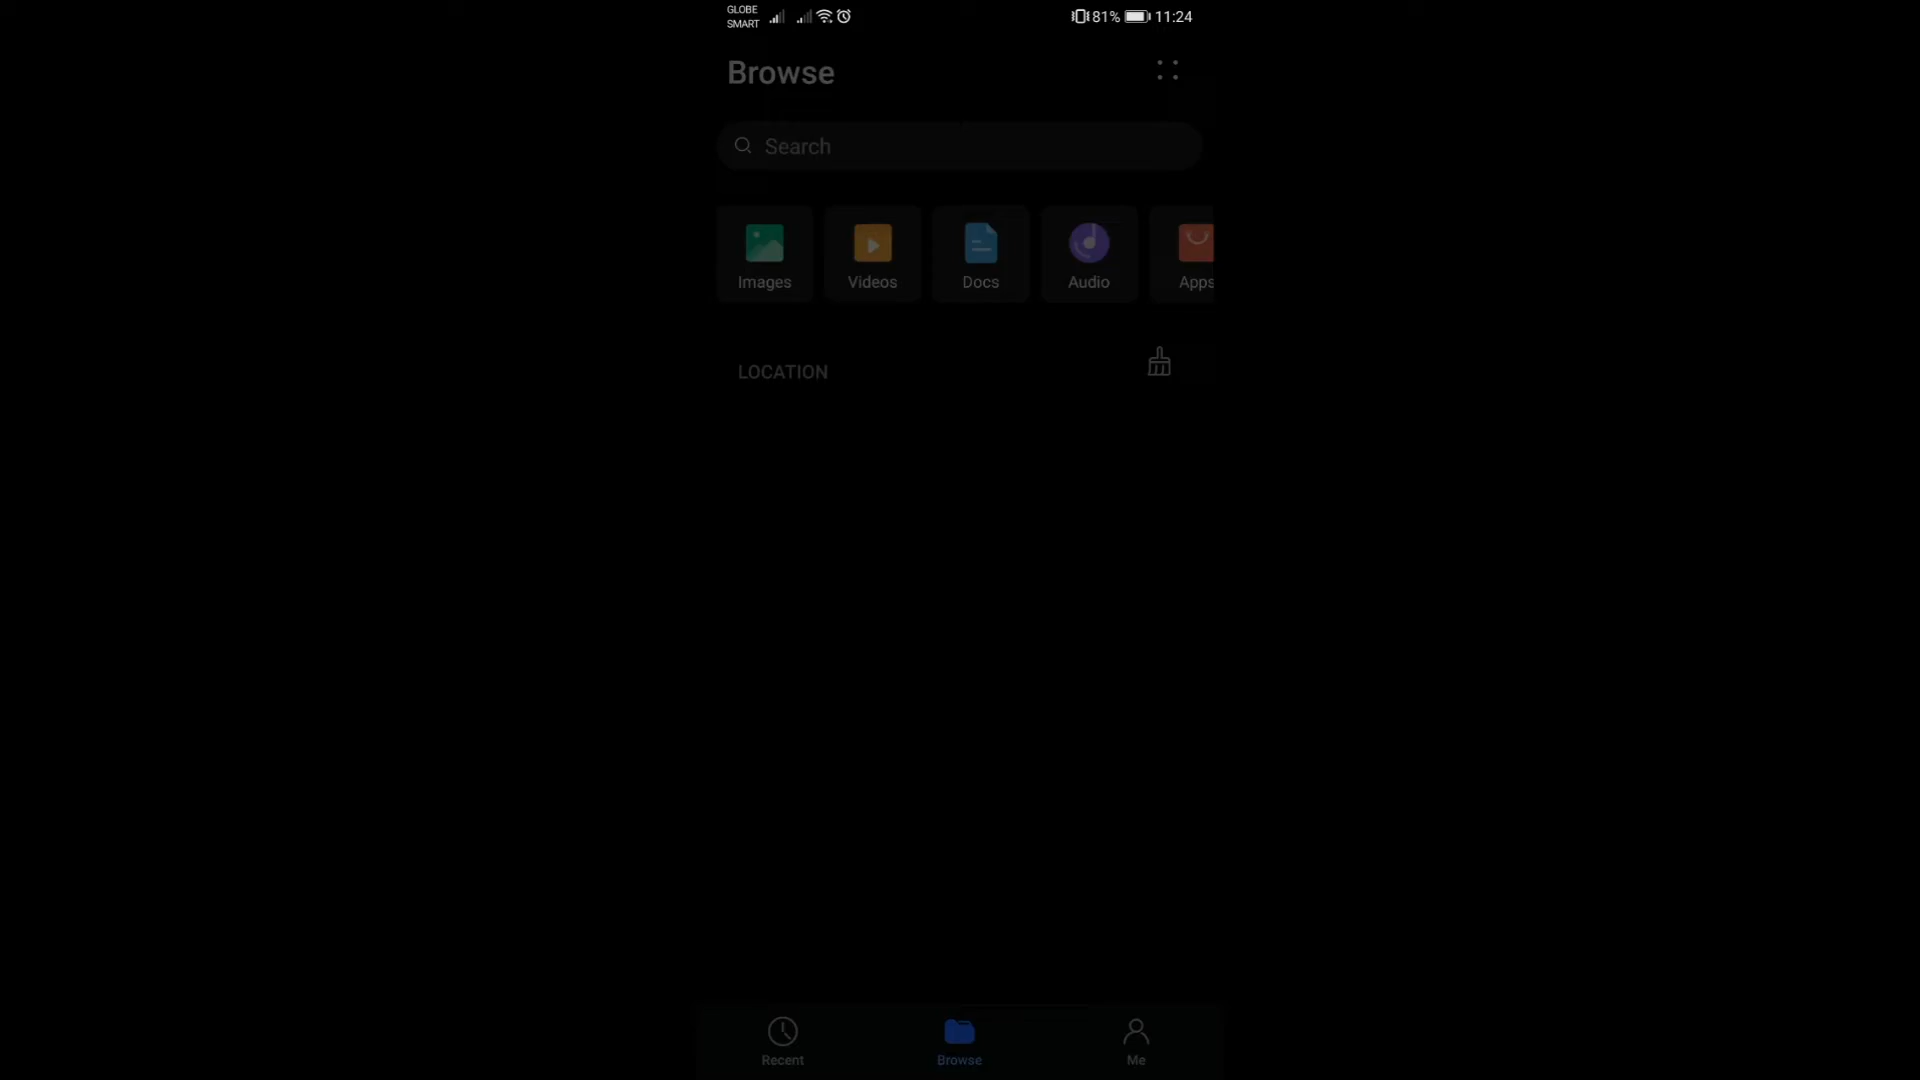 GLOBE
SMART
81% 11:24
Browse
Search
Images Videos Docs Audio Apps
LOCATION
Recent Browse Me